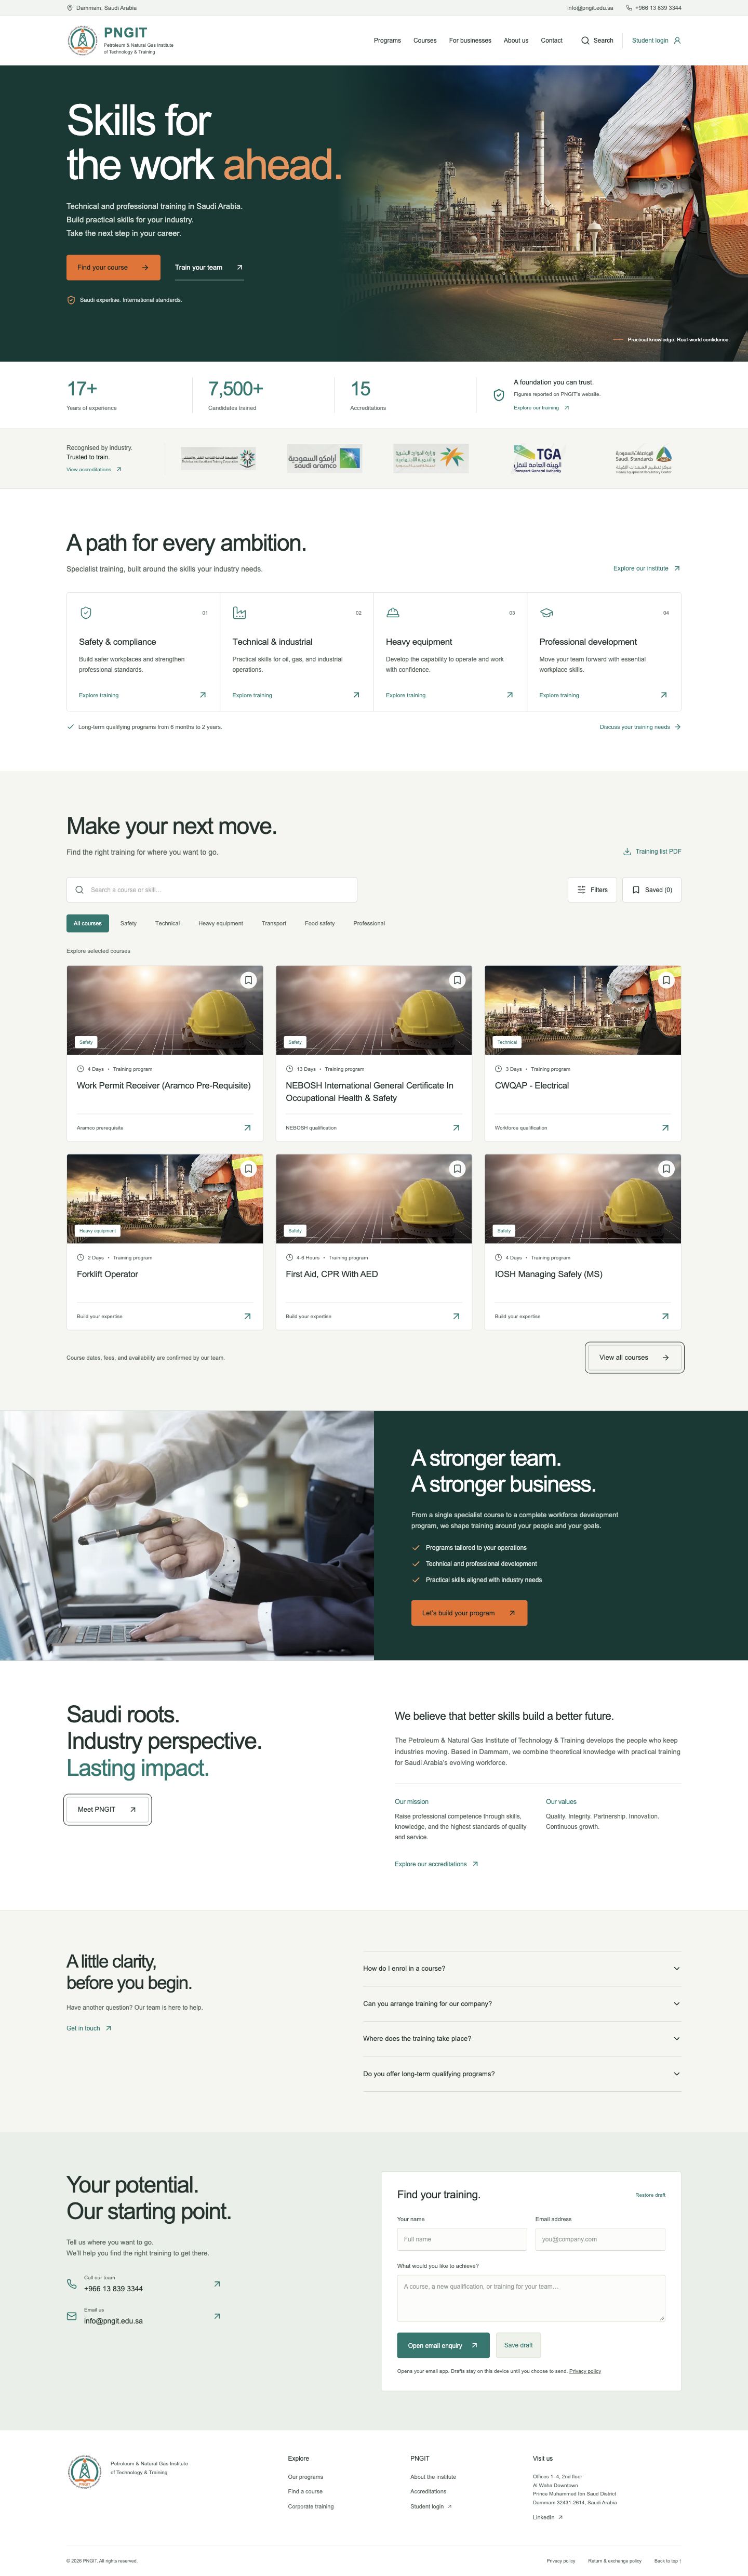 Dammam, Saudi Arabia
info@pngit.edu.sa
+966 13 839 3344
PNGIT
Petroleum & Natural Gas Institute
of Technology & Training
Programs
Courses
For businesses
About us
Contact
Search
Student login
Skills for
the work ahead.
Technical and professional training in Saudi Arabia.
Build practical skills for your industry.
Take the next step in your career.
Find your course
Train your team
Saudi expertise. International standards.
Practical knowledge. Real-world confidence.
17+
Years of experience
7,500+
Candidates trained
15
Accreditations
A foundation you can trust.
Figures reported on PNGIT's website.
Explore our training
Recognised by industry.
Trusted to train.
View accreditations
أرامكو السعودية
saudi aramco
TGA
الهيئة العامة للنقل
Transport General Authority
Saudi Standards
A path for every ambition.
Specialist training, built around the skills your industry needs.
Explore our institute
01
Safety & compliance
Build safer workplaces and strengthen
professional standards.
Explore training
02
Technical & industrial
Practical skills for oil, gas, and industrial
operations.
Explore training
03
Heavy equipment
Develop the capability to operate and work
with confidence.
Explore training
04
Professional development
Move your team forward with essential
workplace skills.
Explore training
Long-term qualifying programs from 6 months to 2 years.
Discuss your training needs
Make your next move.
Find the right training for where you want to go.
Training list PDF
Search a course or skill...
Filters
Saved (0)
All courses
Safety
Technical
Heavy equipment
Transport
Food safety
Professional
Explore selected courses
Safety
4 Days • Training program
Work Permit Receiver (Aramco Pre-Requisite)
Aramco prerequisite
Safety
13 Days • Training program
NEBOSH International General Certificate In
Occupational Health & Safety
NEBOSH qualification
Technical
3 Days • Training program
CWQAP - Electrical
Workforce qualification
Heavy equipment
2 Days • Training program
Forklift Operator
Build your expertise
Safety
4-6 Hours • Training program
First Aid, CPR With AED
Build your expertise
Safety
4 Days • Training program
IOSH Managing Safely (MS)
Build your expertise
Course dates, fees, and availability are confirmed by our team.
View all courses
A stronger team.
A stronger business.
From a single specialist course to a complete workforce development
program, we shape training around your people and your goals.
Programs tailored to your operations
Technical and professional development
Practical skills aligned with industry needs
Let's build your program
Saudi roots.
Industry perspective.
Lasting impact.
Meet PNGIT
We believe that better skills build a better future.
The Petroleum & Natural Gas Institute of Technology & Training develops the people who keep
industries moving. Based in Dammam, we combine theoretical knowledge with practical training
for Saudi Arabia's evolving workforce.
Our mission
Raise professional competence through skills,
knowledge, and the highest standards of quality
and service.
Our values
Quality. Integrity. Partnership. Innovation.
Continuous growth.
Explore our accreditations
A little clarity,
before you begin.
Have another question? Our team is here to help.
Get in touch
How do I enrol in a course?
Can you arrange training for our company?
Where does the training take place?
Do you offer long-term qualifying programs?
Your potential.
Our starting point.
Tell us where you want to go.
We'll help you find the right training to get there.
Call our team
+966 13 839 3344
Email us
info@pngit.edu.sa
Find your training.
Restore draft
Your name
Full name
Email address
you@company.com
What would you like to achieve?
A course, a new qualification, or training for your team...
Open email enquiry
Save draft
Opens your email app. Drafts stay on this device until you choose to send. Privacy policy
Petroleum & Natural Gas Institute
of Technology & Training
Explore
Our programs
Find a course
Corporate training
PNGIT
About the institute
Accreditations
Student login
Visit us
Offices 1–4, 2nd floor
Al Waha Downtown
Prince Muhammed Ibn Saud District
Dammam 32431-2614, Saudi Arabia
LinkedIn
© 2026 PNGIT. All rights reserved.
Privacy policy
Return & exchange policy
Back to top ↑